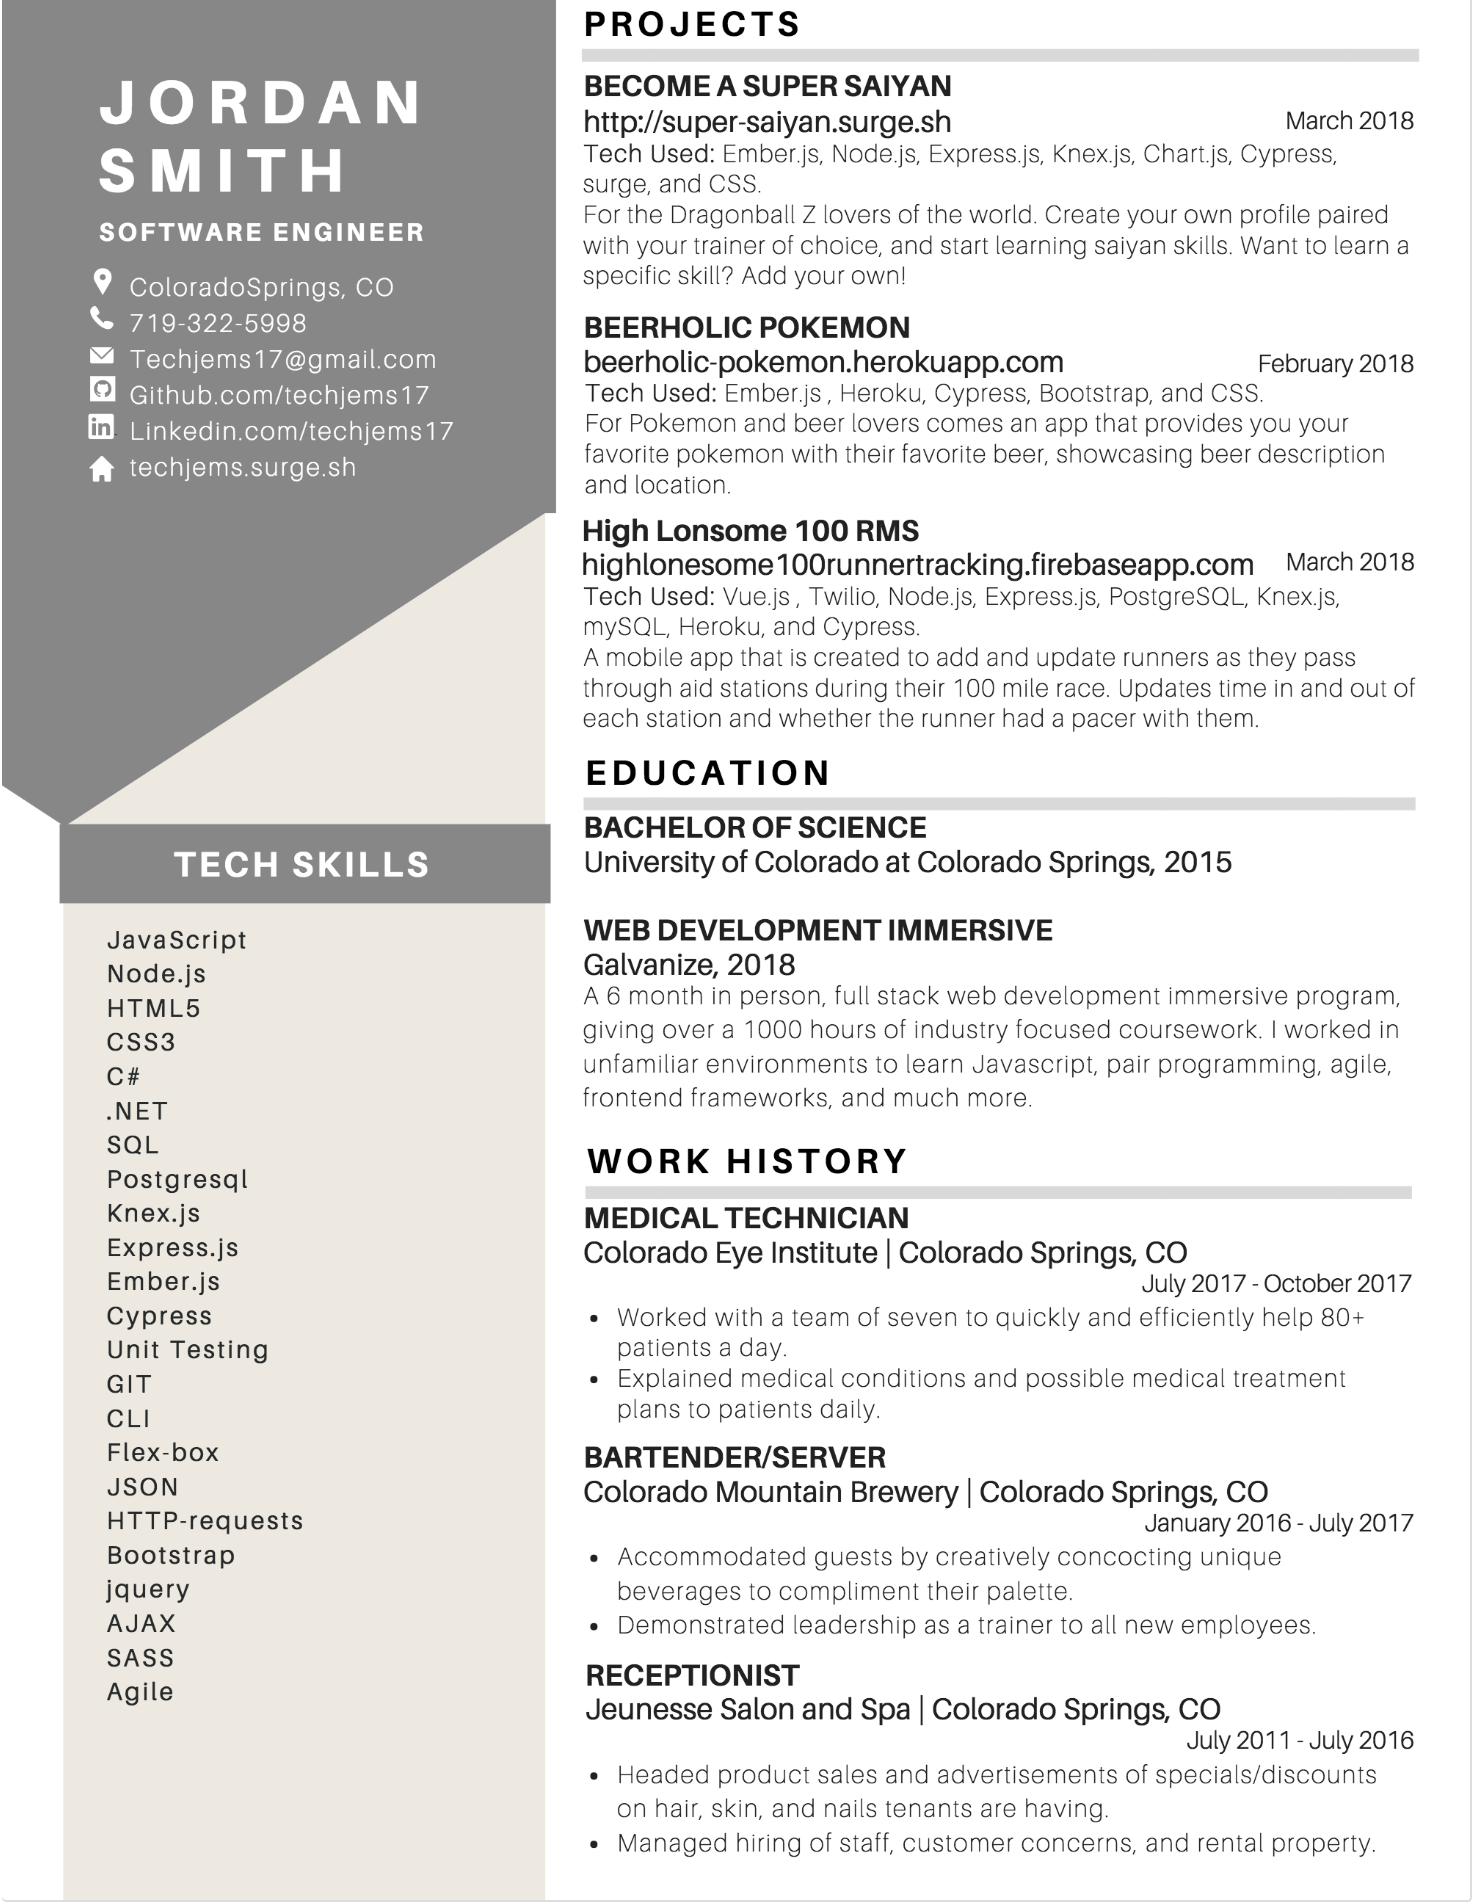 JORDAN
SMITH
SOFTWARE ENGINEER
ColoradoSprings, CO
719-322-5998
Techjems17@gmail.com
Github.com/techjems17
Linkedin.com/techjems17
techjems.surge.sh
TECH SKILLS
JavaScript
Node.js
HTML5
CSS3
C#
.NET
SQL
Postgresql
Knex.js
Express.js
Ember.js
Cypress
Unit Testing
GIT
CLI
Flex-box
JSON
HTTP-requests
Bootstrap
jquery
AJAX
SASS
Agile
PROJECTS
BECOME A SUPER SAIYAN
http://super-saiyan.surge.sh March 2018
Tech Used: Ember.js, Node.js, Express.js, Knex.js, Chart.js, Cypress,
surge, and CSS.
For the Dragonball Z lovers of the world. Create your own profile paired
with your trainer of choice, and start learning saiyan skills. Want to learn a
specific skill? Add your own!
BEERHOLIC POKEMON
beerholic-pokemon.herokuapp.com February 2018
Tech Used: Ember.js , Heroku, Cypress, Bootstrap, and CSS.
For Pokemon and beer lovers comes an app that provides you your
favorite pokemon with their favorite beer, showcasing beer description
and location.
High Lonsome 100 RMS
highlonesome100runnertracking.firebaseapp.com March 2018
Tech Used: Vue.js , Twilio, Node.js, Express.js, PostgreSQL, Knex.js,
mySQL, Heroku, and Cypress.
A mobile app that is created to add and update runners as they pass
through aid stations during their 100 mile race. Updates time in and out of
each station and whether the runner had a pacer with them.
EDUCATION
BACHELOR OF SCIENCE
University of Colorado at Colorado Springs, 2015
WEB DEVELOPMENT IMMERSIVE
Galvanize, 2018
A 6 month in person, full stack web development immersive program,
giving over a 1000 hours of industry focused coursework. I worked in
unfamiliar environments to learn Javascript, pair programming, agile,
frontend frameworks, and much more.
WORK HISTORY
MEDICAL TECHNICIAN
Colorado Eye Institute | Colorado Springs, CO
July 2017 - October 2017
• Worked with a team of seven to quickly and efficiently help 80+
patients a day.
• Explained medical conditions and possible medical treatment
plans to patients daily.
BARTENDER/SERVER
Colorado Mountain Brewery | Colorado Springs, CO
January 2016 - July 2017
• Accommodated guests by creatively concocting unique
beverages to compliment their palette.
• Demonstrated leadership as a trainer to all new employees.
RECEPTIONIST
Jeunesse Salon and Spa | Colorado Springs, CO
July 2011 - July 2016
• Headed product sales and advertisements of specials/discounts
on hair, skin, and nails tenants are having.
• Managed hiring of staff, customer concerns, and rental property.